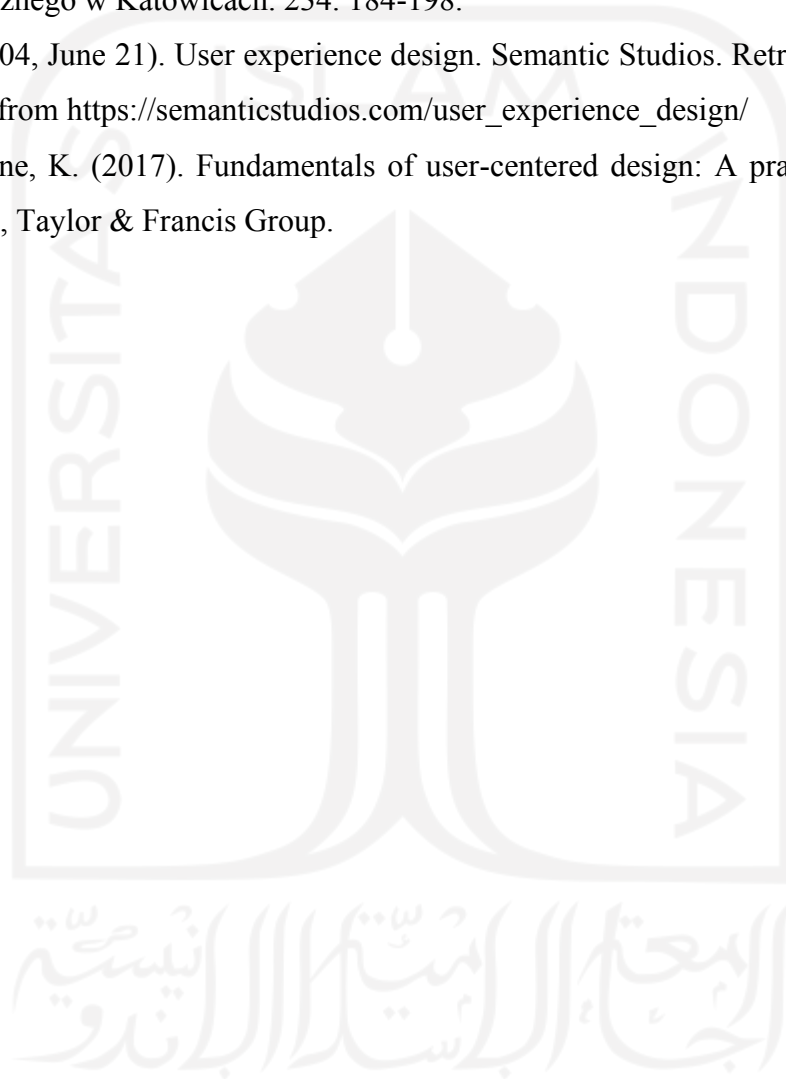 znego w Katowicach. 234. 184-198.
04, June 21). User experience design. Semantic Studios. Retr
from https://semanticstudios.com/user_experience_design/
ne, K. (2017). Fundamentals of user-centered design: A pra
, Taylor & Francis Group.
ISLAM
UNIVERSITAS
INDONESIA